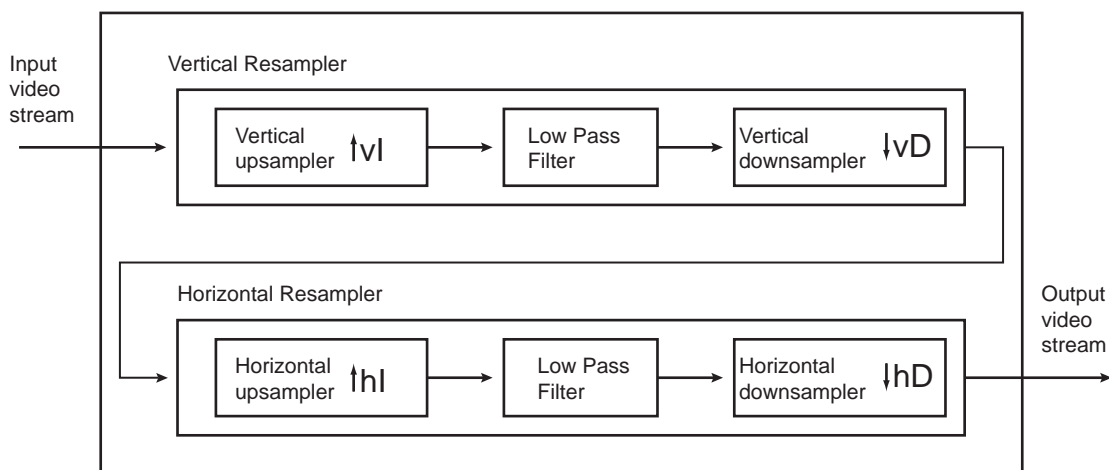 Input
video
stream
Vertical Resampler
Vertical
upsampler
↑vI
Low Pass
Filter
Vertical
downsampler
↓vD
Horizontal Resampler
Horizontal
upsampler
↑hI
Low Pass
Filter
Horizontal
downsampler
↓hD
Output
video
stream